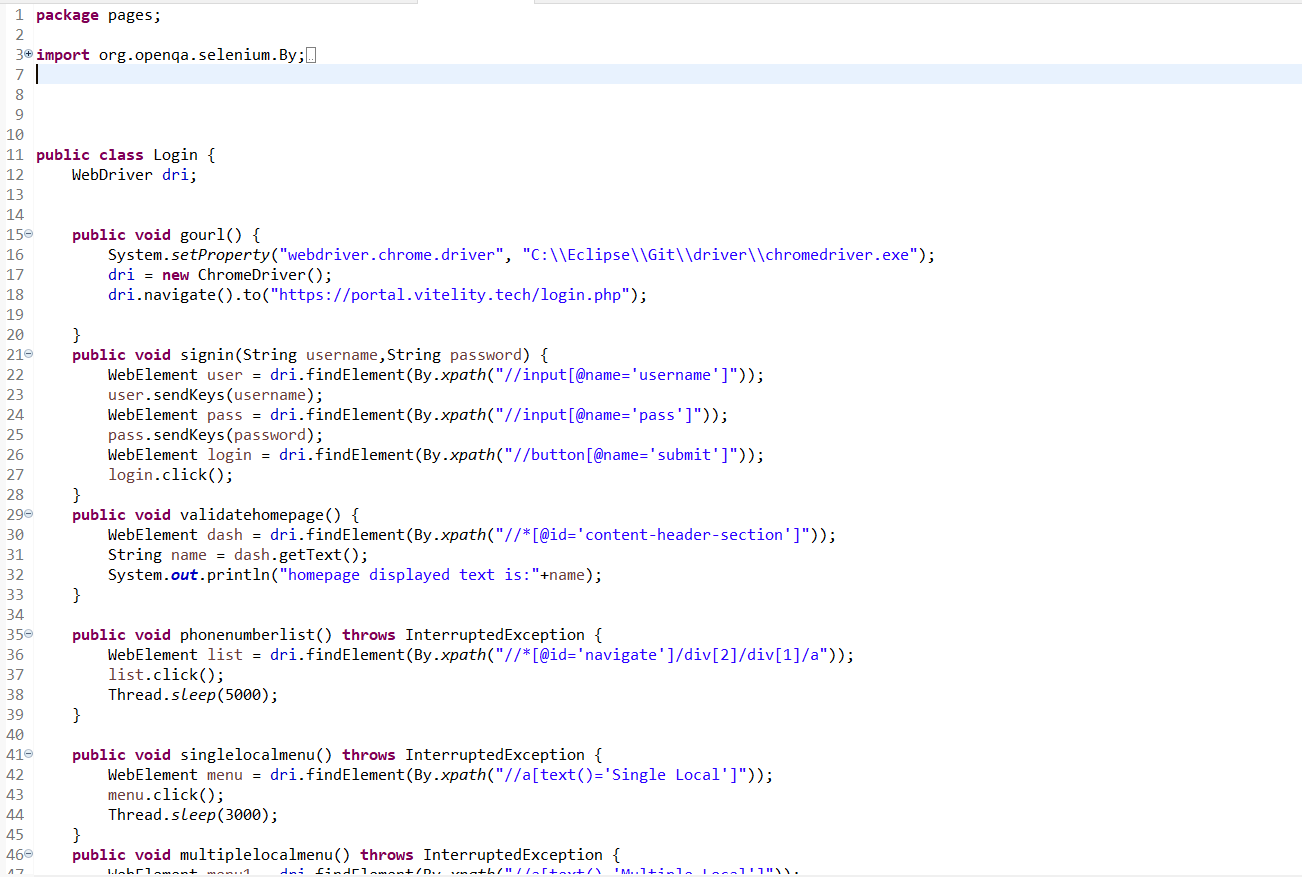 1 package pages;
2
3 import org.openqa.selenium.By;
7
8
9
10
11 public class Login {
12 WebDriver dri;
13
14
15 public void gourl() {
16 System.setProperty("webdriver.chrome.driver", "C:\\Eclipse\\Git\\driver\\chromedriver.exe");
17 dri = new ChromeDriver();
18 dri.navigate().to("https://portal.vitelity.tech/login.php");
19
20 }
21 public void signin(String username,String password) {
22 WebElement user = dri.findElement(By.xpath("//input[@name='username']"));
23 user.sendKeys(username);
24 WebElement pass = dri.findElement(By.xpath("//input[@name='pass']"));
25 pass.sendKeys(password);
26 WebElement login = dri.findElement(By.xpath("//button[@name='submit']"));
27 login.click();
28 }
29 public void validatehomepage() {
30 WebElement dash = dri.findElement(By.xpath("//*[@id='content-header-section']"));
31 String name = dash.getText();
32 System.out.println("homepage displayed text is:"+name);
33 }
34
35 public void phonenumberlist() throws InterruptedException {
36 WebElement list = dri.findElement(By.xpath("//*[@id='navigate']/div[2]/div[1]/a"));
37 list.click();
38 Thread.sleep(5000);
39 }
40
41 public void singlelocalmenu() throws InterruptedException {
42 WebElement menu = dri.findElement(By.xpath("//a[text()='Single Local']"));
43 menu.click();
44 Thread.sleep(3000);
45 }
46 public void multiplelocalmenu() throws InterruptedException {
47 WebElement menu1 = dri.findElement(By.xpath("//a[text()='Multiple Local']"));